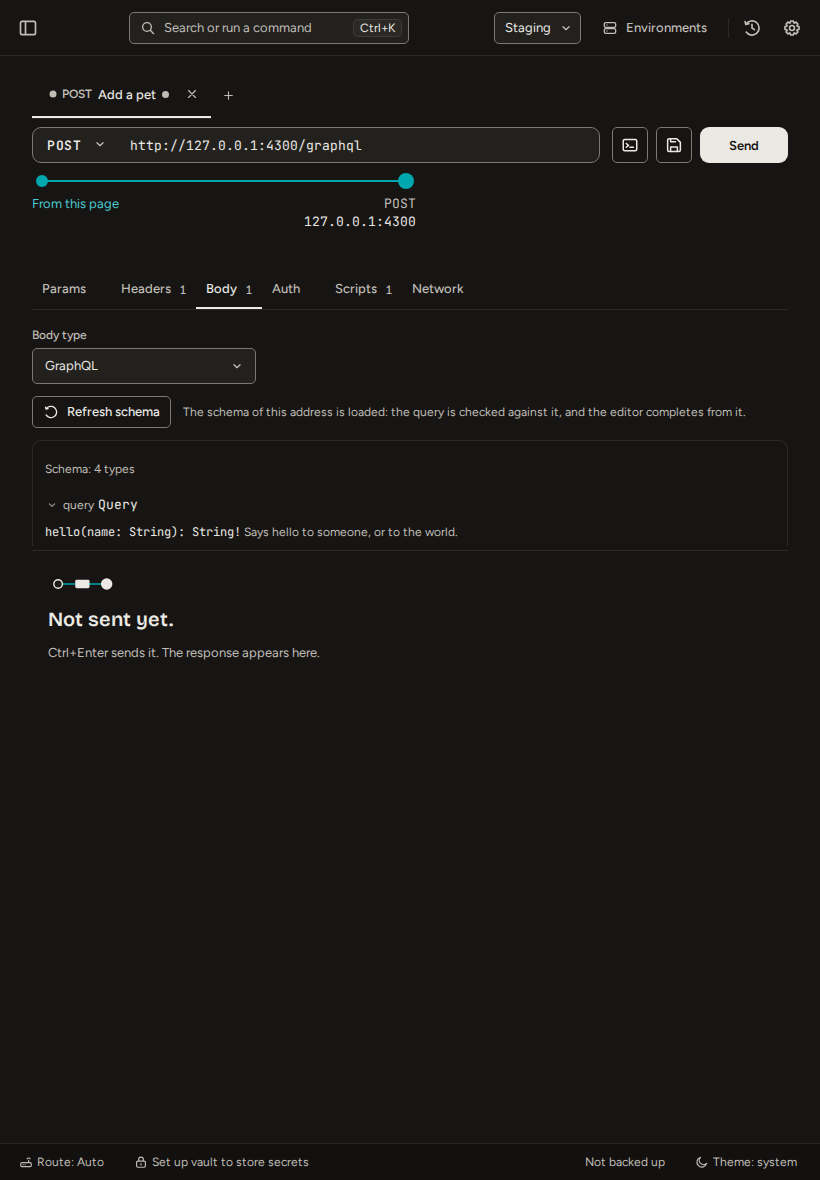 Search or run a command Ctrl+K Staging Environments
POST Add a pet
POST http://127.0.0.1:4300/graphql Send
From this page POST
127.0.0.1:4300
Params Headers 1 Body 1 Auth Scripts 1 Network
Body type
GraphQL
Refresh schema The schema of this address is loaded: the query is checked against it, and the editor completes from it.
Schema: 4 types
query Query
hello(name: String): String! Says hello to someone, or to the world.
Not sent yet.
Ctrl+Enter sends it. The response appears here.
Route: Auto Set up vault to store secrets Not backed up Theme: system